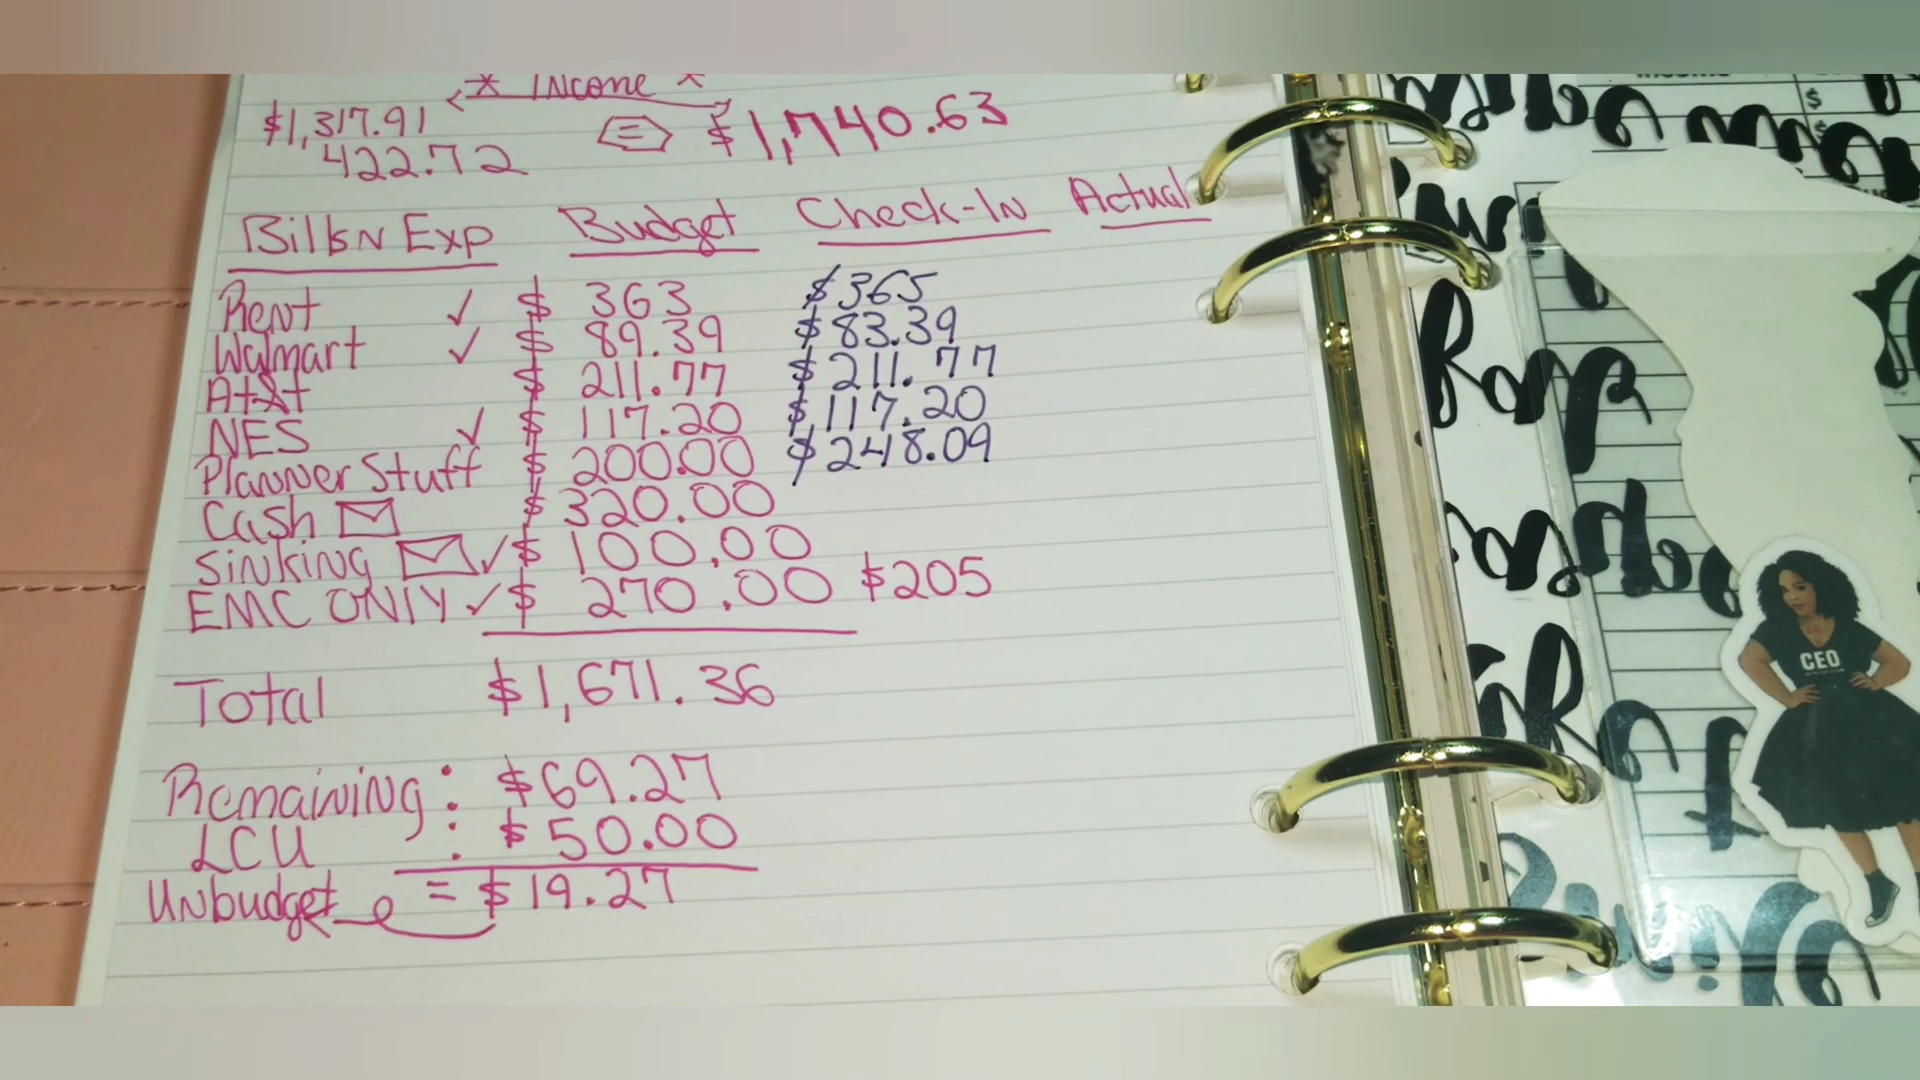 * Income *
$1,317.91
422.72 = $1,740.63
Bills N Exp Budget Check-In Actual
Rent ✓ $ 363 $365
Walmart ✓ $ 89.39 $83.39
At&t $ 211.77 $211.77
NES ✓ $ 117.20 $117.20
Planner Stuff $ 200.00 $248.09
Cash $ 320.00
Sinking ✓ $ 100.00
EMC ONLY ✓ $ 270.00 $205
Total $1,671.36
Remaining: $69.27
LCU : $50.00
Unbudget = $19.27
CEO